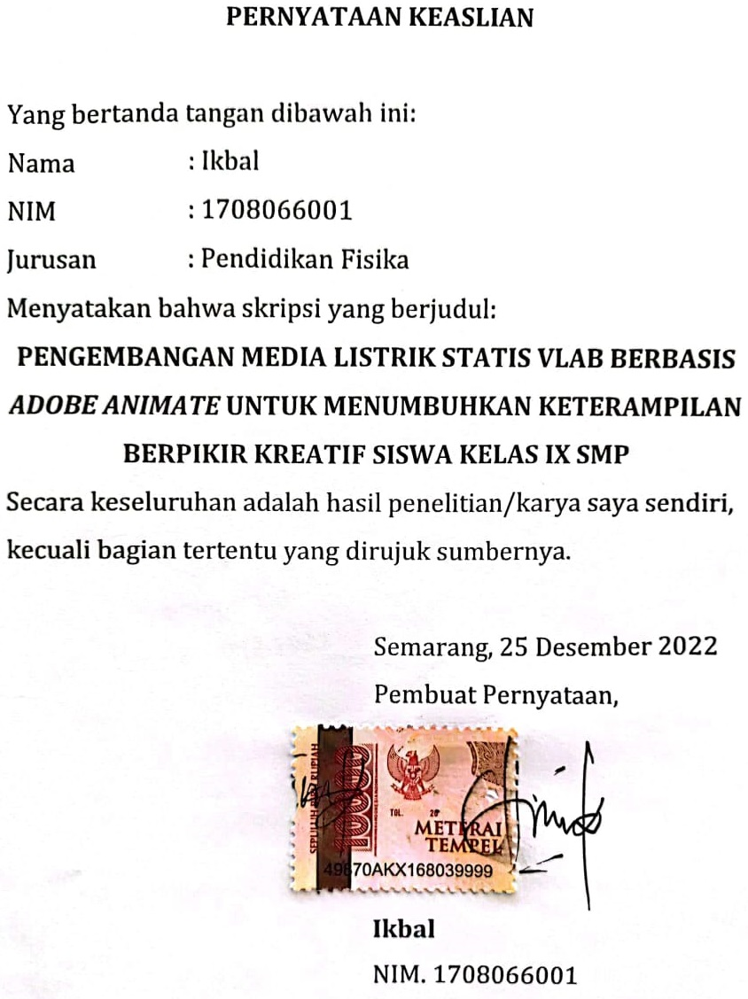 PERNYATAAN KEASLIAN
Yang bertanda tangan dibawah ini:
Nama : Ikbal
NIM : 1708066001
Jurusan : Pendidikan Fisika
Menyatakan bahwa skripsi yang berjudul:
PENGEMBANGAN MEDIA LISTRIK STATIS VLAB BERBASIS
ADOBE ANIMATE UNTUK MENUMBUHKAN KETERAMPILAN
BERPIKIR KREATIF SISWA KELAS IX SMP
Secara keseluruhan adalah hasil penelitian/karya saya sendiri,
kecuali bagian tertentu yang dirujuk sumbernya.
Semarang, 25 Desember 2022
Pembuat Pernyataan,
SEPULUH RUPIAH
10000
TGL. 20
METERAI
TEMPEL
70AKX168039999
Ikbal
NIM. 1708066001